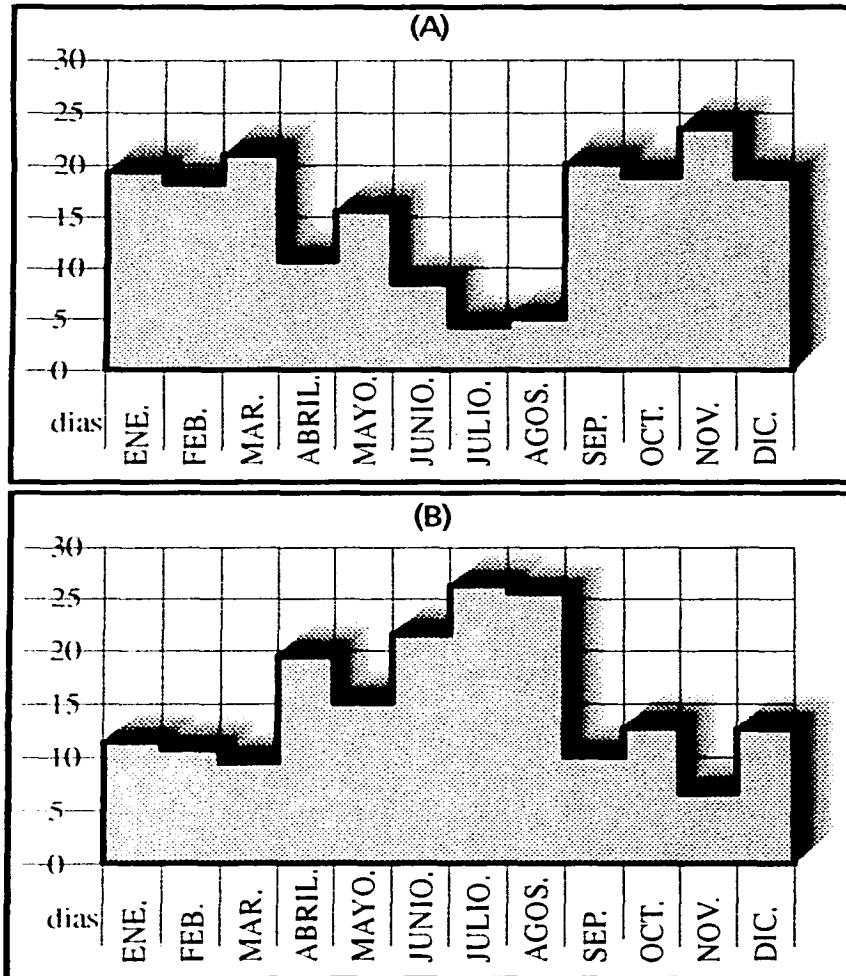 (A)
30
25
20
15
10
5
0
dias
ENE.
FEB.
MAR.
ABRIL.
MAYO.
JUNIO.
JULIO.
AGOS.
SEP.
OCT.
NOV.
DIC.
(B)
30
25
20
15
10
5
0
dias
ENE.
FEB.
MAR.
ABRIL.
MAYO.
JUNIO.
JULIO.
AGOS.
SEP.
OCT.
NOV.
DIC.